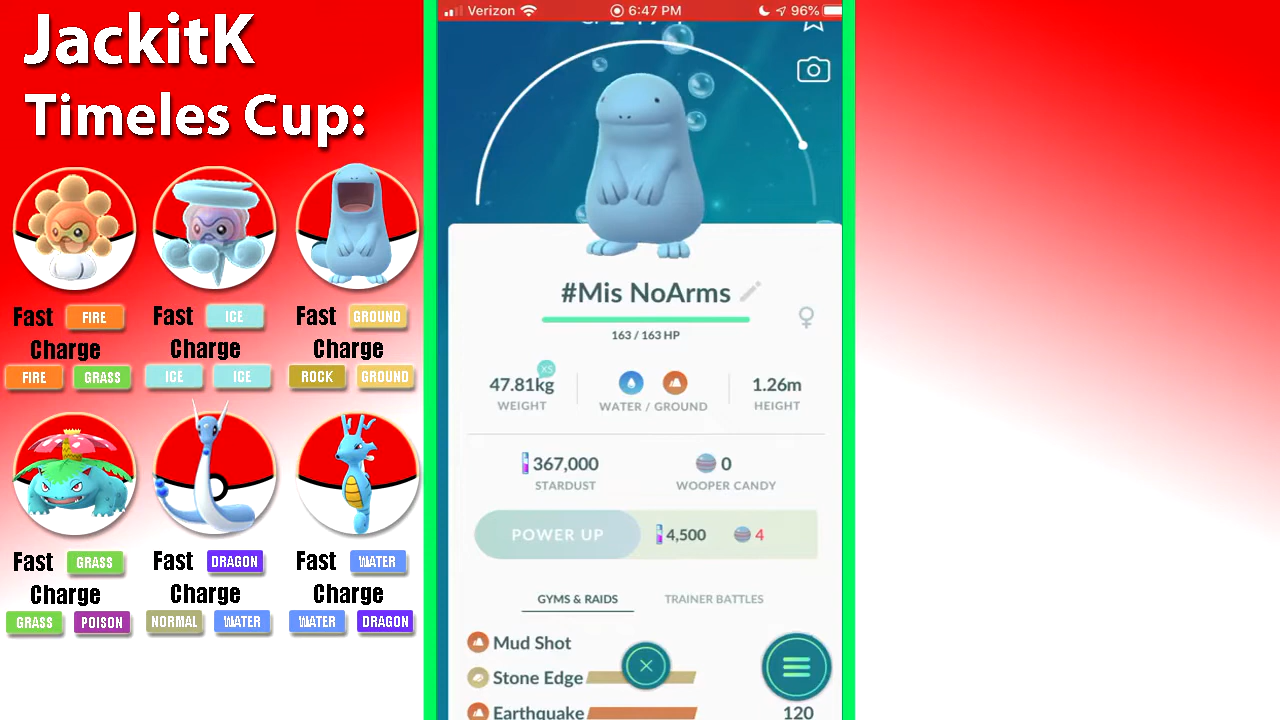 JackitK
Timeles Cup:
Fast FIRE
Charge
FIRE GRASS
Fast ICE
Charge
ICE ICE
Fast GROUND
Charge
ROCK GROUND
Fast GRASS
Charge
GRASS POISON
Fast DRAGON
Charge
NORMAL WATER
Fast WATER
Charge
WATER DRAGON
Verizon 6:47 PM 96%
#Mis NoArms
163 / 163 HP
XS
47.81kg
WEIGHT
WATER / GROUND
1.26m
HEIGHT
367,000
STARDUST
0
WOOPER CANDY
POWER UP 4,500 4
GYMS & RAIDS TRAINER BATTLES
Mud Shot
Stone Edge
Earthquake 120